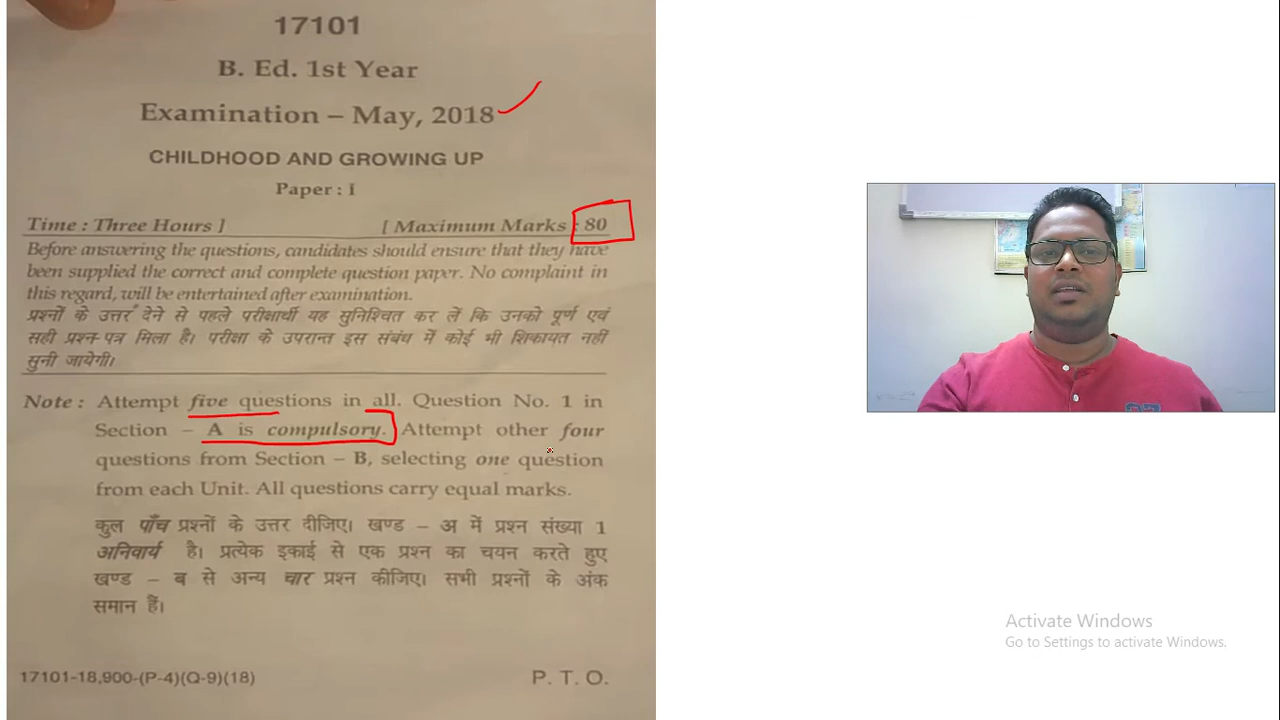 17101
B. Ed. 1st Year
Examination – May, 2018
CHILDHOOD AND GROWING UP
Paper : I
Time : Three Hours ] [ Maximum Marks : 80
Before answering the questions, candidates should ensure that they have
been supplied the correct and complete question paper. No complaint in
this regard, will be entertained after examination.
प्रश्नों के उत्तर देने से पहले परीक्षार्थी यह सुनिश्चित कर लें कि उनको पूर्ण एवं
सही प्रश्न-पत्र मिला है। परीक्षा के उपरान्त इस संबंध में कोई भी शिकायत नहीं
सुनी जायेगी।
Note : Attempt five questions in all. Question No. 1 in
Section – A is compulsory. Attempt other four
questions from Section – B, selecting one question
from each Unit. All questions carry equal marks.
कुल पाँच प्रश्नों के उत्तर दीजिए। खण्ड – अ में प्रश्न संख्या 1
अनिवार्य है। प्रत्येक इकाई से एक प्रश्न का चयन करते हुए
खण्ड – ब से अन्य चार प्रश्न कीजिए। सभी प्रश्नों के अंक
समान हैं।
17101-18,900-(P-4)(Q-9)(18) P. T. O.
Activate Windows
Go to Settings to activate Windows.